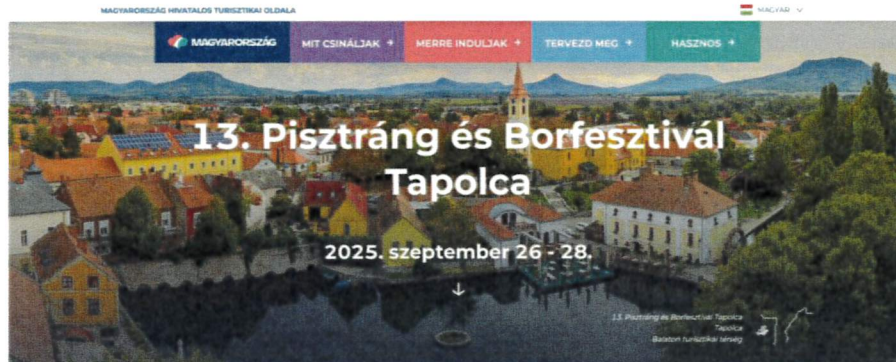 MAGYARORSZÁG HIVATALOS TURISZTIKAI OLDALA
MAGYAR
MAGYARORSZÁG
MIT CSINÁLJAK
MERRE INDULJAK
TERVEZD MEG
HASZNOS
13. Pisztráng és Borfesztivál
Tapolca
2025. szeptember 26 - 28.
13. Pisztráng és Borfesztivál Tapolca
Tapolca
Balaton turisztikai térség